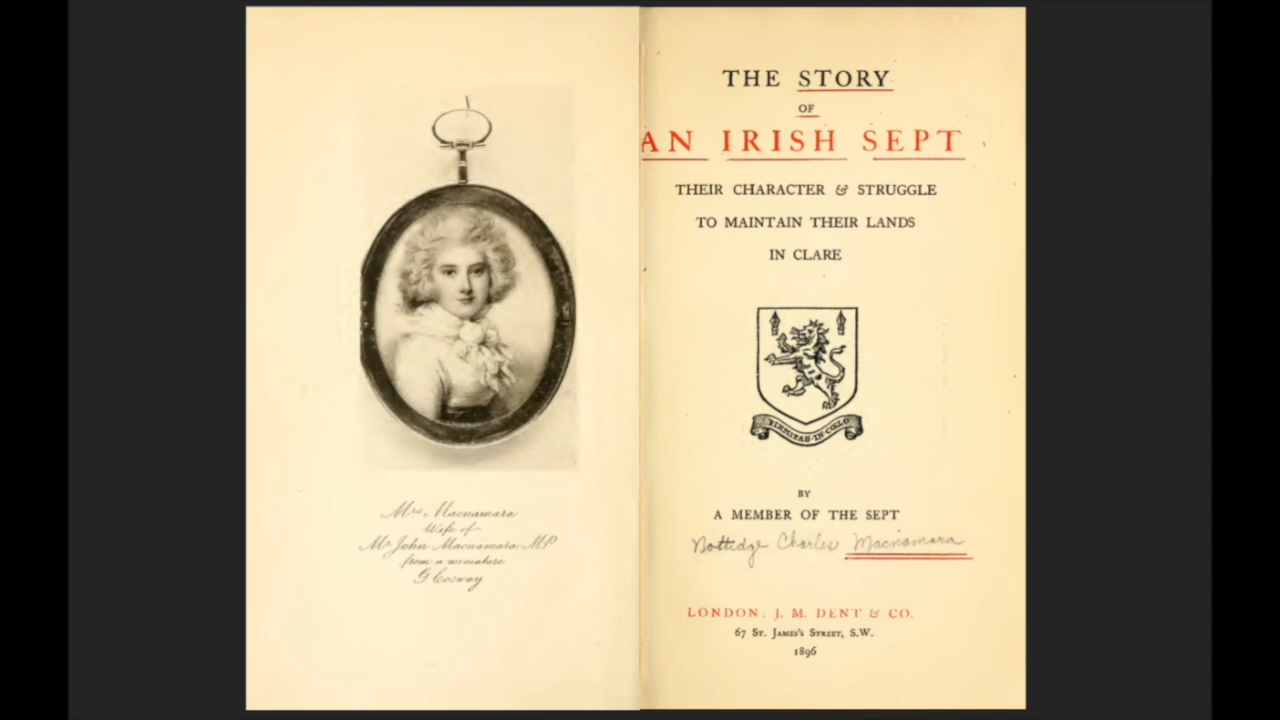 Mrs Macnamara
Wife of
Mr John Macnamara, MP
from a miniature
G Cosway
THE STORY
OF
AN IRISH SEPT
THEIR CHARACTER & STRUGGLE
TO MAINTAIN THEIR LANDS
IN CLARE
FIRMITAS·IN·CŒLO
BY
A MEMBER OF THE SEPT
Nottidge Charles Macnamara
LONDON: J. M. DENT & CO.
67 St. James's Street, S.W.
1896